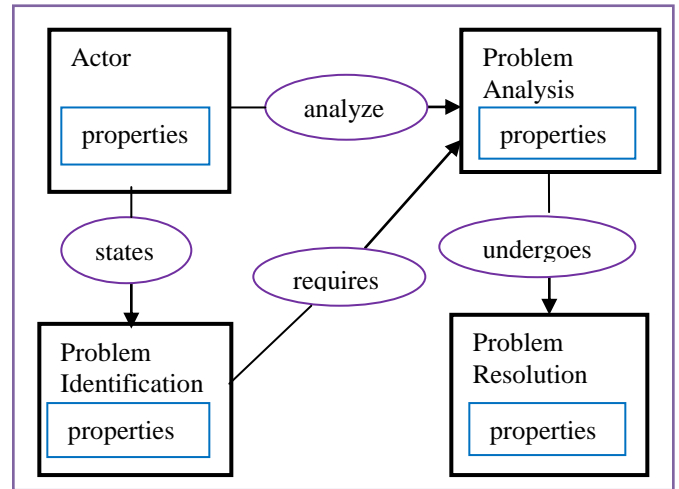 Actor
properties
analyze
Problem
Analysis
properties
states
requires
undergoes
Problem
Identification
properties
Problem
Resolution
properties